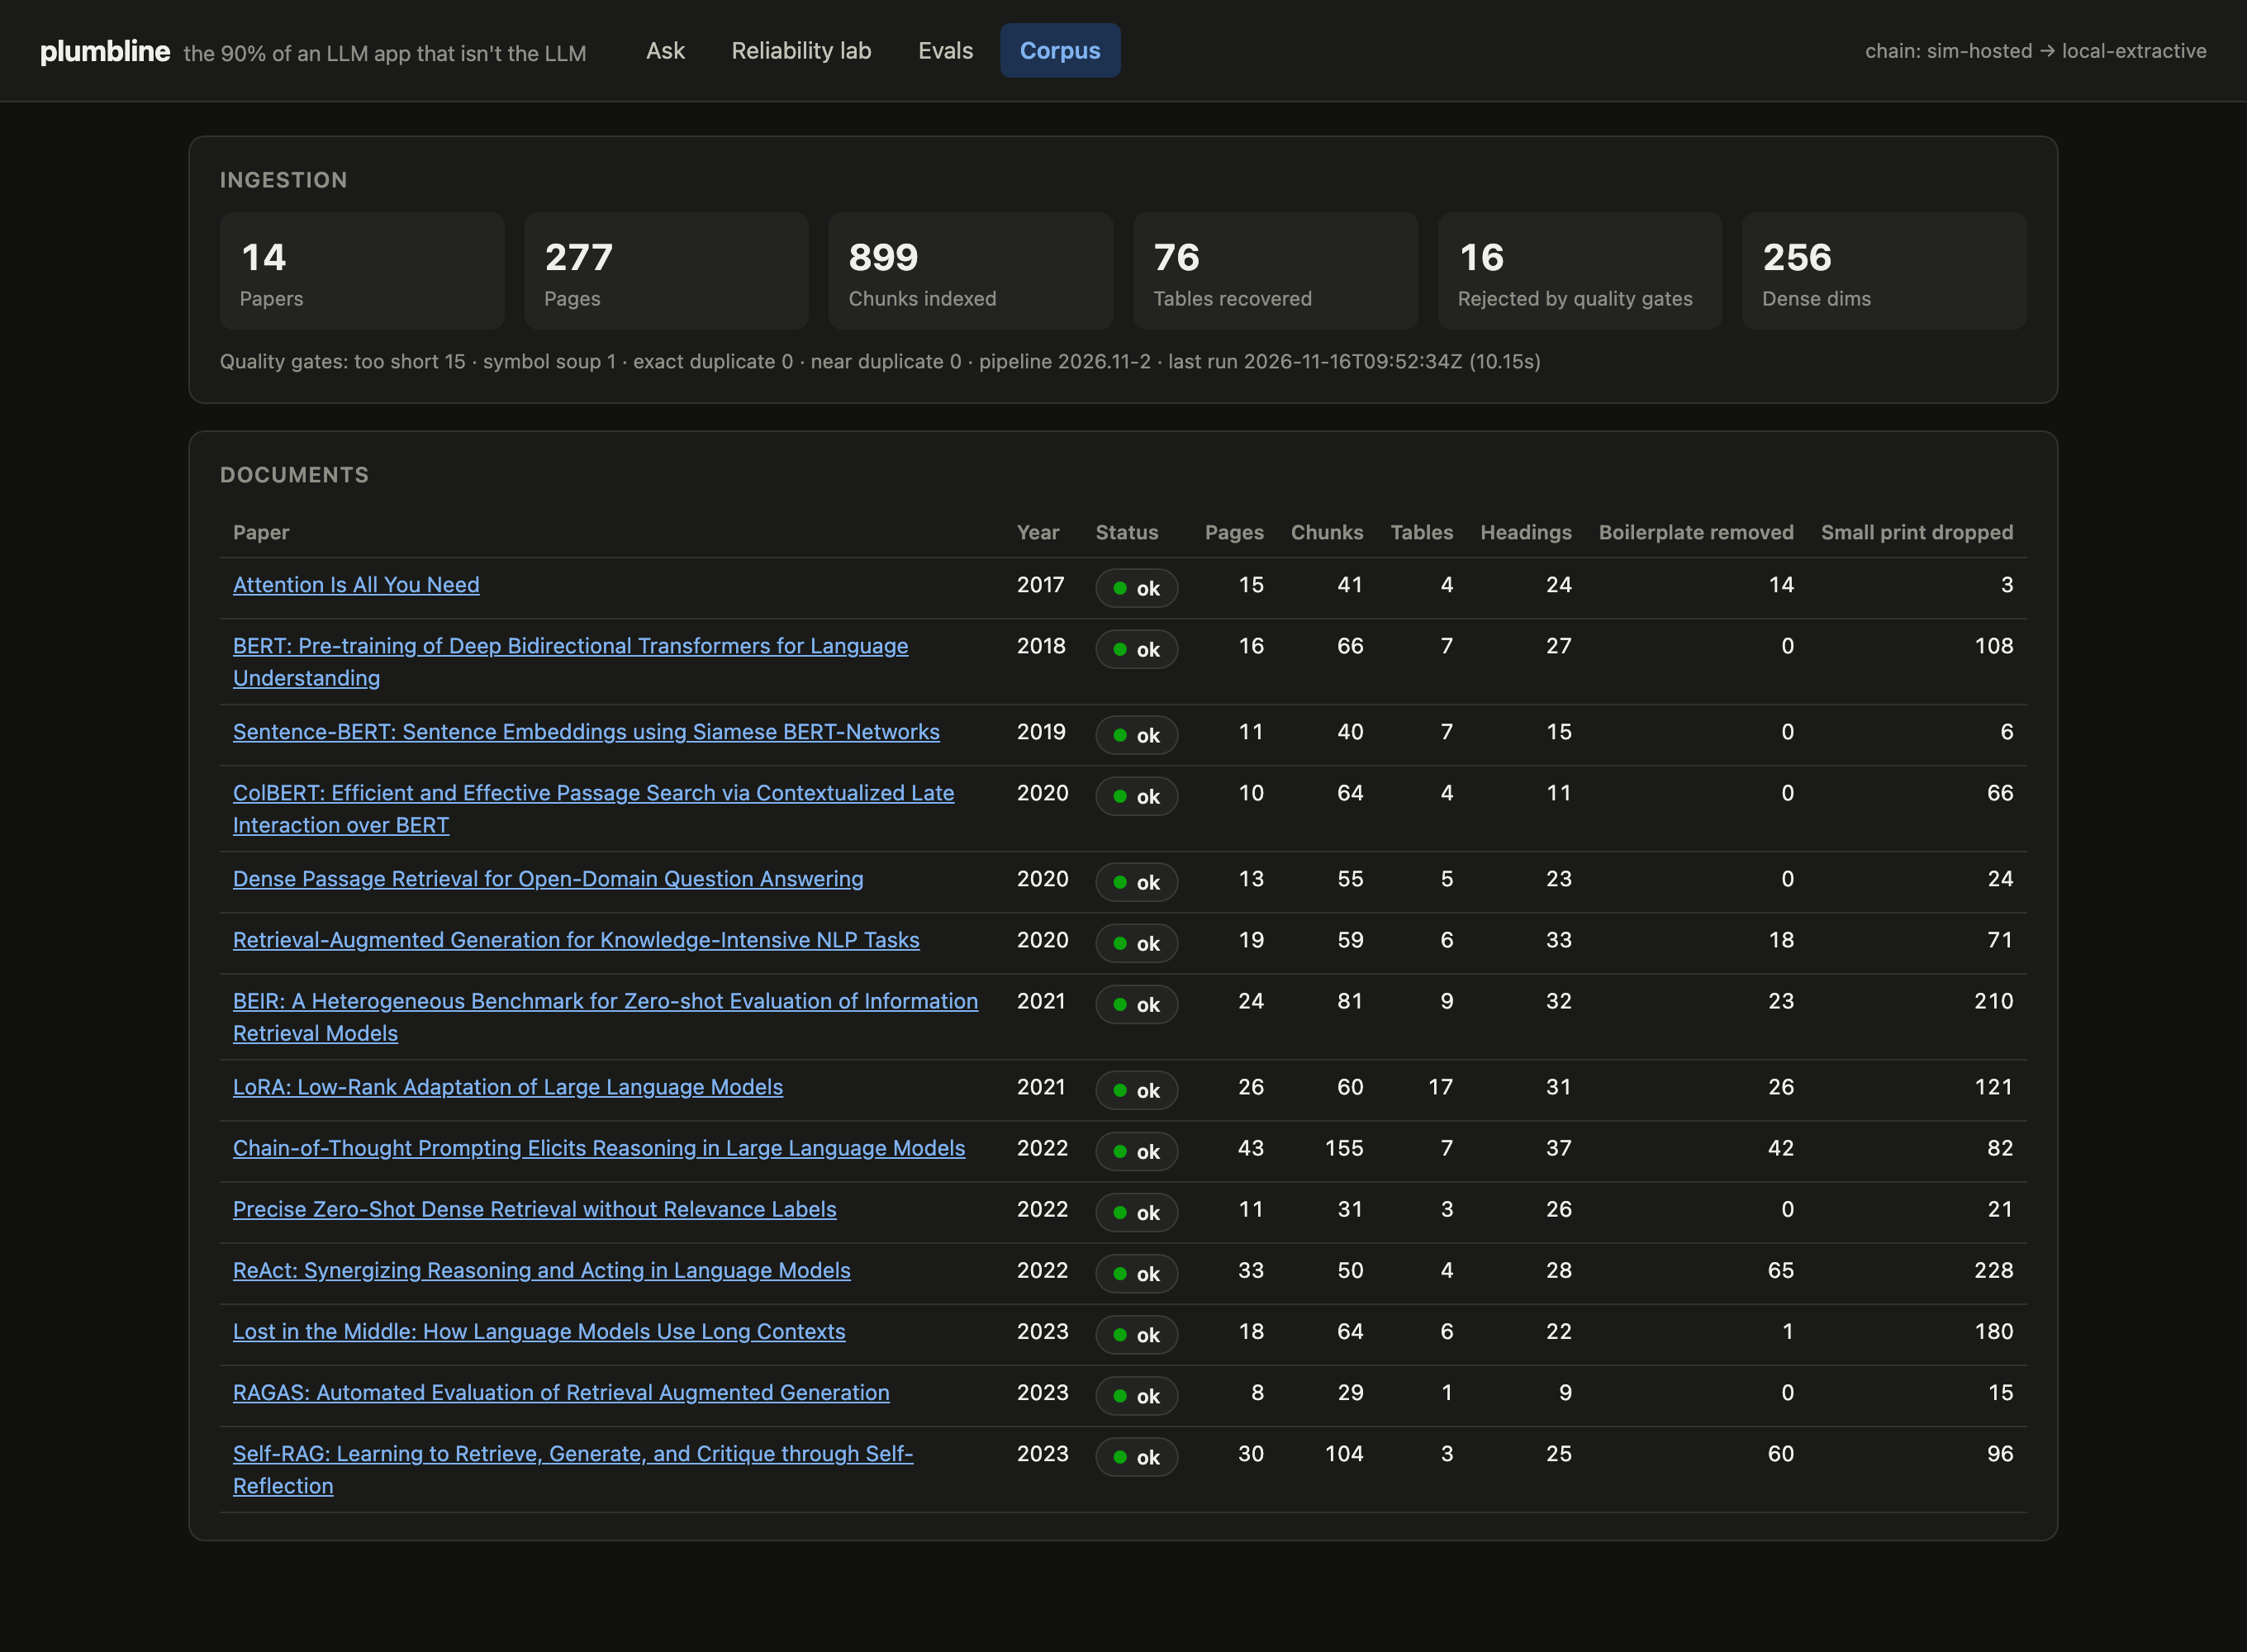 plumbline the 90% of an LLM app that isn't the LLM Ask Reliability lab Evals Corpus chain: sim-hosted → local-extractive
INGESTION
14 277 899 76 16 256
Papers Pages Chunks indexed Tables recovered Rejected by quality gates Dense dims
Quality gates: too short 15 · symbol soup 1 · exact duplicate 0 · near duplicate 0 · pipeline 2026.11-2 · last run 2026-11-16T09:52:34Z (10.15s)
DOCUMENTS
Paper Year Status Pages Chunks Tables Headings Boilerplate removed Small print dropped
Attention Is All You Need 2017 ok 15 41 4 24 14 3
BERT: Pre-training of Deep Bidirectional Transformers for Language 2018 ok 16 66 7 27 0 108
Understanding
Sentence-BERT: Sentence Embeddings using Siamese BERT-Networks 2019 ok 11 40 7 15 0 6
ColBERT: Efficient and Effective Passage Search via Contextualized Late 2020 ok 10 64 4 11 0 66
Interaction over BERT
Dense Passage Retrieval for Open-Domain Question Answering 2020 ok 13 55 5 23 0 24
Retrieval-Augmented Generation for Knowledge-Intensive NLP Tasks 2020 ok 19 59 6 33 18 71
BEIR: A Heterogeneous Benchmark for Zero-shot Evaluation of Information 2021 ok 24 81 9 32 23 210
Retrieval Models
LoRA: Low-Rank Adaptation of Large Language Models 2021 ok 26 60 17 31 26 121
Chain-of-Thought Prompting Elicits Reasoning in Large Language Models 2022 ok 43 155 7 37 42 82
Precise Zero-Shot Dense Retrieval without Relevance Labels 2022 ok 11 31 3 26 0 21
ReAct: Synergizing Reasoning and Acting in Language Models 2022 ok 33 50 4 28 65 228
Lost in the Middle: How Language Models Use Long Contexts 2023 ok 18 64 6 22 1 180
RAGAS: Automated Evaluation of Retrieval Augmented Generation 2023 ok 8 29 1 9 0 15
Self-RAG: Learning to Retrieve, Generate, and Critique through Self- 2023 ok 30 104 3 25 60 96
Reflection